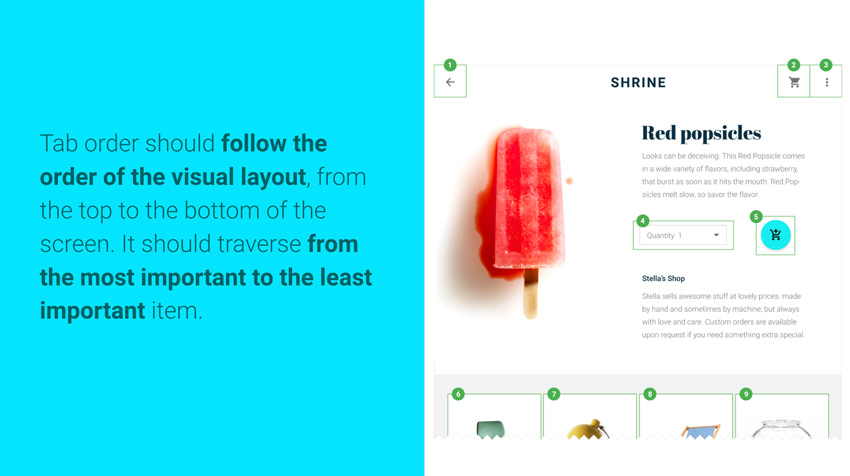 Tab order should follow the
order of the visual layout, from
the top to the bottom of the
screen. It should traverse from
the most important to the least
important item.
1
2
3
SHRINE
Red popsicles
Looks can be deceiving. This Red Popsicle comes
in a wide variety of flavors, including strawberry,
that burst as soon as it hits the mouth. Red Pop-
sicles melt slow, so savor the flavor.
4
5
Quantity 1
Stella's Shop
Stella sells awesome stuff at lovely prices. made
by hand and sometimes by machine, but always
with love and care. Custom orders are available
upon request if you need something extra special.
6
7
8
9